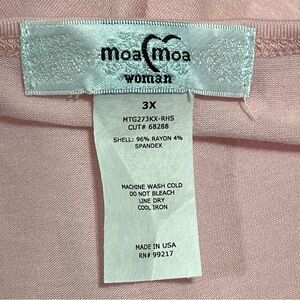 moa moa
woman
3X
MTG273KX-RHS
CUT# 68288
SHELL: 96% RAYON 4%
SPANDEX
MACHINE WASH COLD
DO NOT BLEACH
LINE DRY
COOL IRON
MADE IN USA
RN# 99217